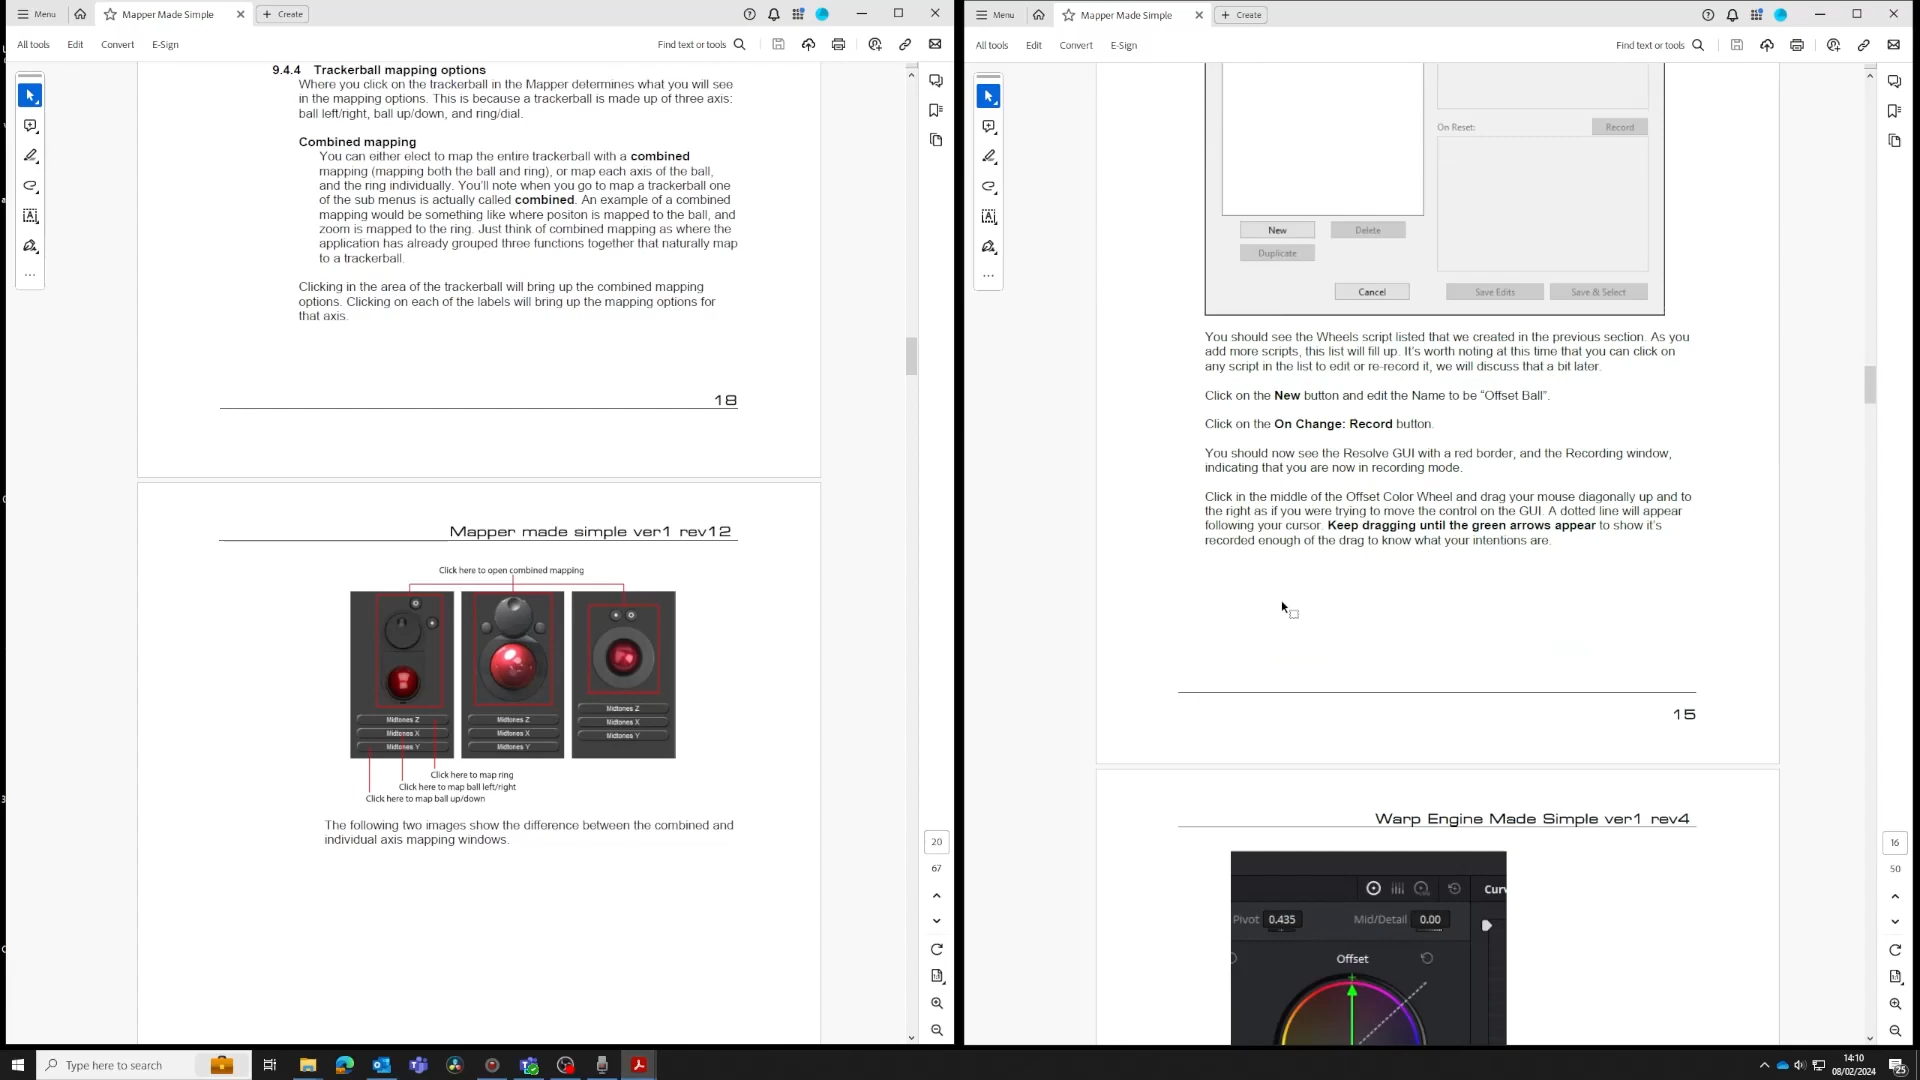 Menu
Mapper Made Simple
Create
All tools
Edit
Convert
E-Sign
Find text or tools
9.4.4 Trackerball mapping options
Where you click on the trackerball in the Mapper determines what you will see
in the mapping options. This is because a trackerball is made up of three axis:
ball left/right, ball up/down, and ring/dial.
Combined mapping
You can either elect to map the entire trackerball with a combined
mapping (mapping both the ball and ring), or map each axis of the ball,
and the ring individually. You'll note when you go to map a trackerball one
of the sub menus is actually called combined. An example of a combined
mapping would be something like where positon is mapped to the ball, and
zoom is mapped to the ring. Just think of combined mapping as where the
application has already grouped three functions together that naturally map
to a trackerball.
Clicking in the area of the trackerball will bring up the combined mapping
options. Clicking on each of the labels will bring up the mapping options for
that axis.
18
Mapper made simple ver1 rev12
Click here to open combined mapping
Midtones Z
Midtones X
Midtones Y
Midtones Z
Midtones X
Midtones Y
Midtones Z
Midtones X
Midtones Y
Click here to map ring
Click here to map ball left/right
Click here to map ball up/down
The following two images show the difference between the combined and
individual axis mapping windows.
20
67
Menu
Mapper Made Simple
Create
All tools
Edit
Convert
E-Sign
Find text or tools
On Reset:
Record
New
Delete
Duplicate
Cancel
Save Edits
Save & Select
You should see the Wheels script listed that we created in the previous section. As you
add more scripts, this list will fill up. It's worth noting at this time that you can click on
any script in the list to edit or re-record it, we will discuss that a bit later.
Click on the New button and edit the Name to be "Offset Ball".
Click on the On Change: Record button.
You should now see the Resolve GUI with a red border, and the Recording window,
indicating that you are now in recording mode.
Click in the middle of the Offset Color Wheel and drag your mouse diagonally up and to
the right as if you were trying to move the control on the GUI. A dotted line will appear
following your cursor. Keep dragging until the green arrows appear to show it's
recorded enough of the drag to know what your intentions are.
15
Warp Engine Made Simple ver1 rev4
Curv
Pivot 0.435 Mid/Detail 0.00
Offset
16
50
Type here to search
14:10
08/02/2024
25